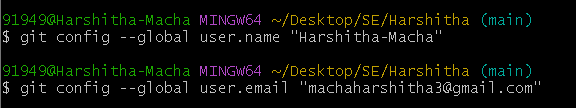 91949@Harshitha-Macha MINGW64 ~/Desktop/SE/Harshitha (main)
$ git config --global user.name "Harshitha-Macha"
91949@Harshitha-Macha MINGW64 ~/Desktop/SE/Harshitha (main)
$ git config --global user.email "machaharshitha3@gmail.com"